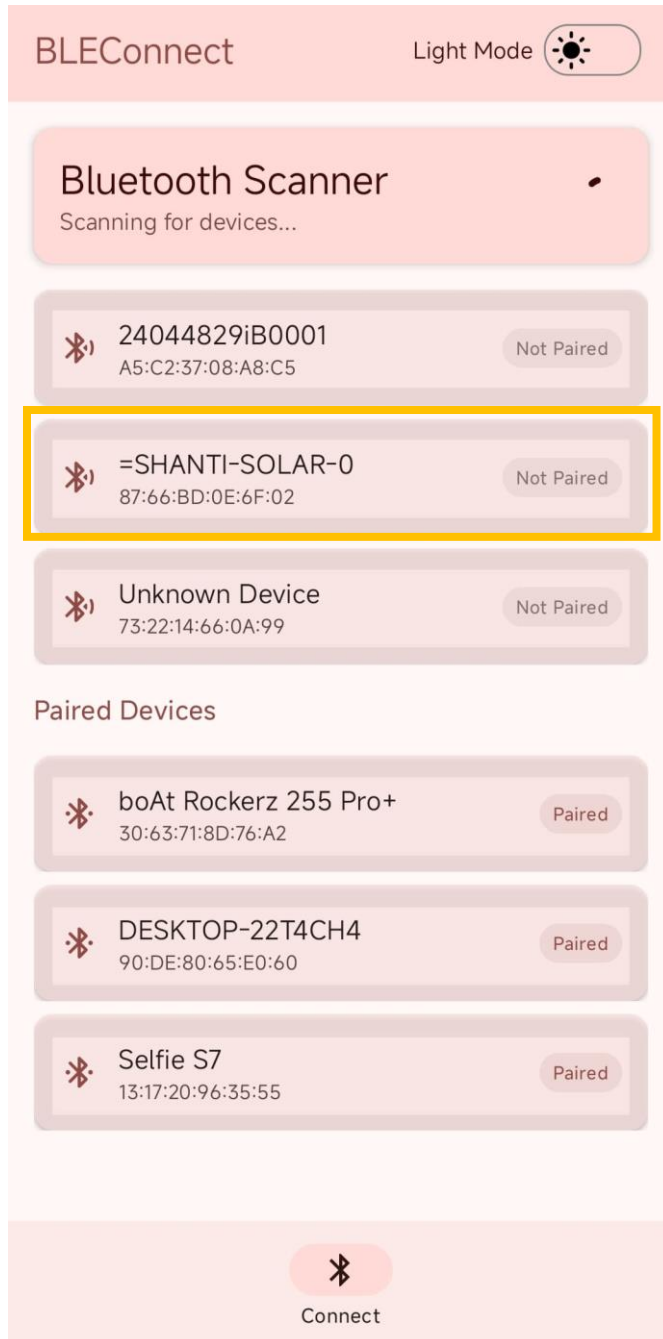 BLEConnect
Light Mode
Bluetooth Scanner
Scanning for devices...
24044829iB0001
Not Paired
A5:C2:37:08:A8:C5
=SHANTI-SOLAR-0
Not Paired
87:66:BD:0E:6F:02
Unknown Device
Not Paired
73:22:14:66:0A:99
Paired Devices
boAt Rockerz 255 Pro+
Paired
30:63:71:8D:76:A2
DESKTOP-22T4CH4
Paired
90:DE:80:65:E0:60
Selfie S7
Paired
13:17:20:96:35:55
Connect